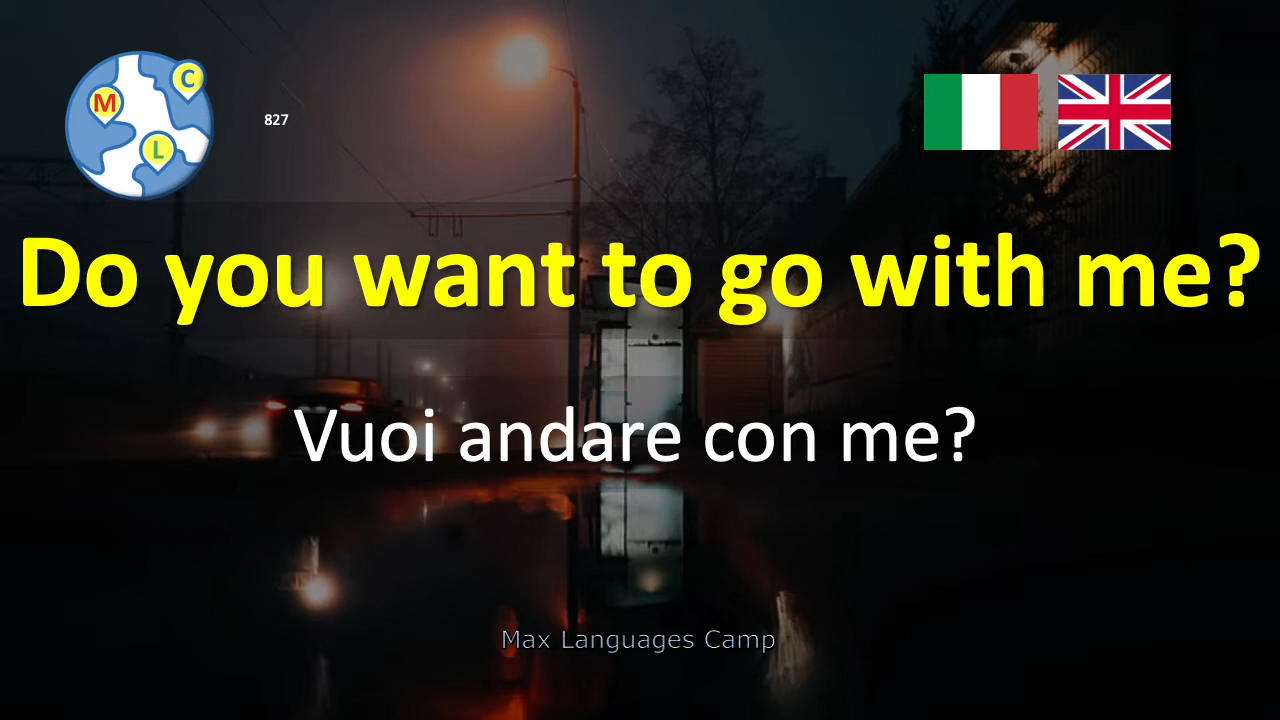 M
C
L
827
Do you want to go with me?
Vuoi andare con me?
Max Languages Camp